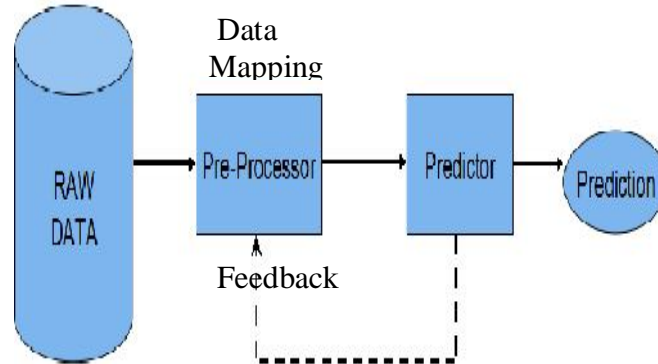 Data
Mapping
RAW
DATA
Pre-Processor
Predictor
Prediction
Feedback